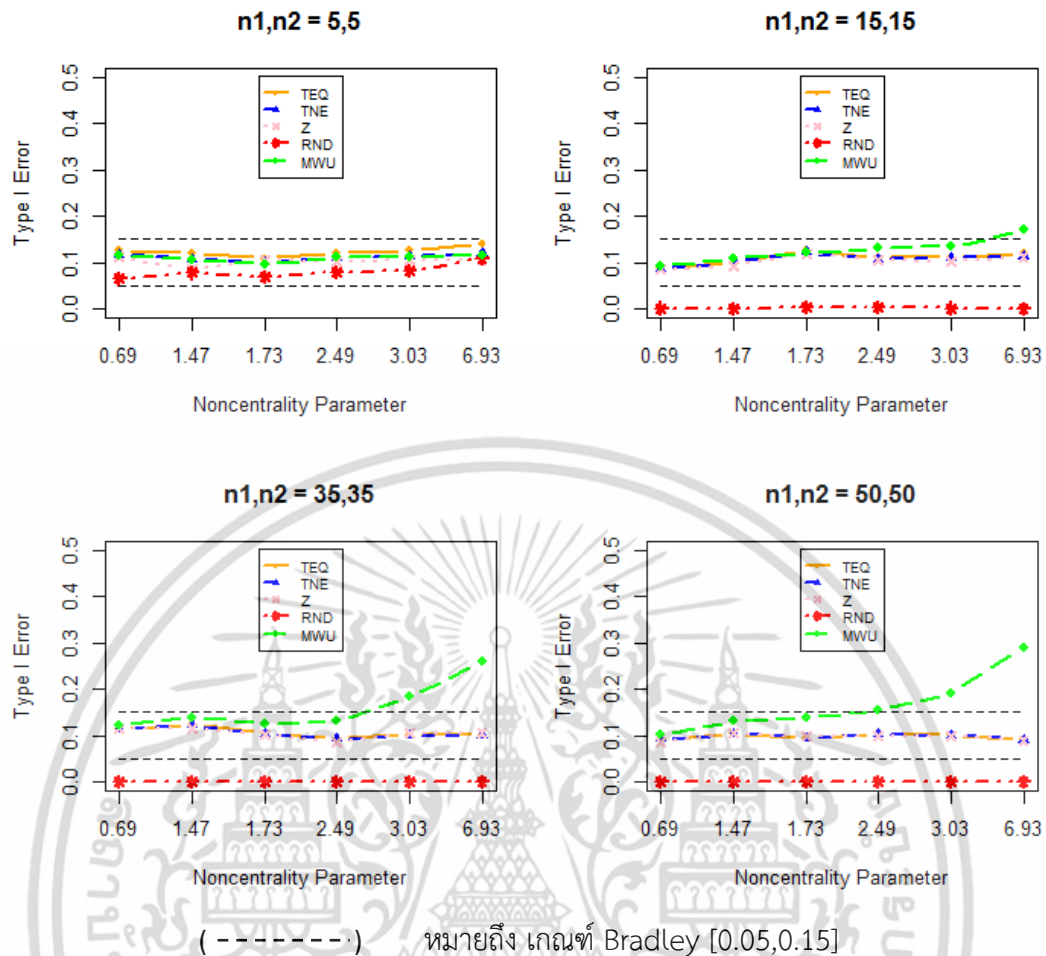 n1,n2 = 5,5
0.5
0.4
0.3
0.2
0.1
0.0
Type I Error
TEQ
TNE
Z
RND
MWU
0.69 1.47 1.73 2.49 3.03 6.93
Noncentrality Parameter
n1,n2 = 15,15
0.5
0.4
0.3
0.2
0.1
0.0
Type I Error
TEQ
TNE
Z
RND
MWU
0.69 1.47 1.73 2.49 3.03 6.93
Noncentrality Parameter
n1,n2 = 35,35
0.5
0.4
0.3
0.2
0.1
0.0
Type I Error
TEQ
TNE
Z
RND
MWU
0.69 1.47 1.73 2.49 3.03 6.93
Noncentrality Parameter
n1,n2 = 50,50
0.5
0.4
0.3
0.2
0.1
0.0
Type I Error
TEQ
TNE
Z
RND
MWU
0.69 1.47 1.73 2.49 3.03 6.93
Noncentrality Parameter
( - - - - - - - ) หมายถึง เกณฑ์ Bradley [0.05,0.15]